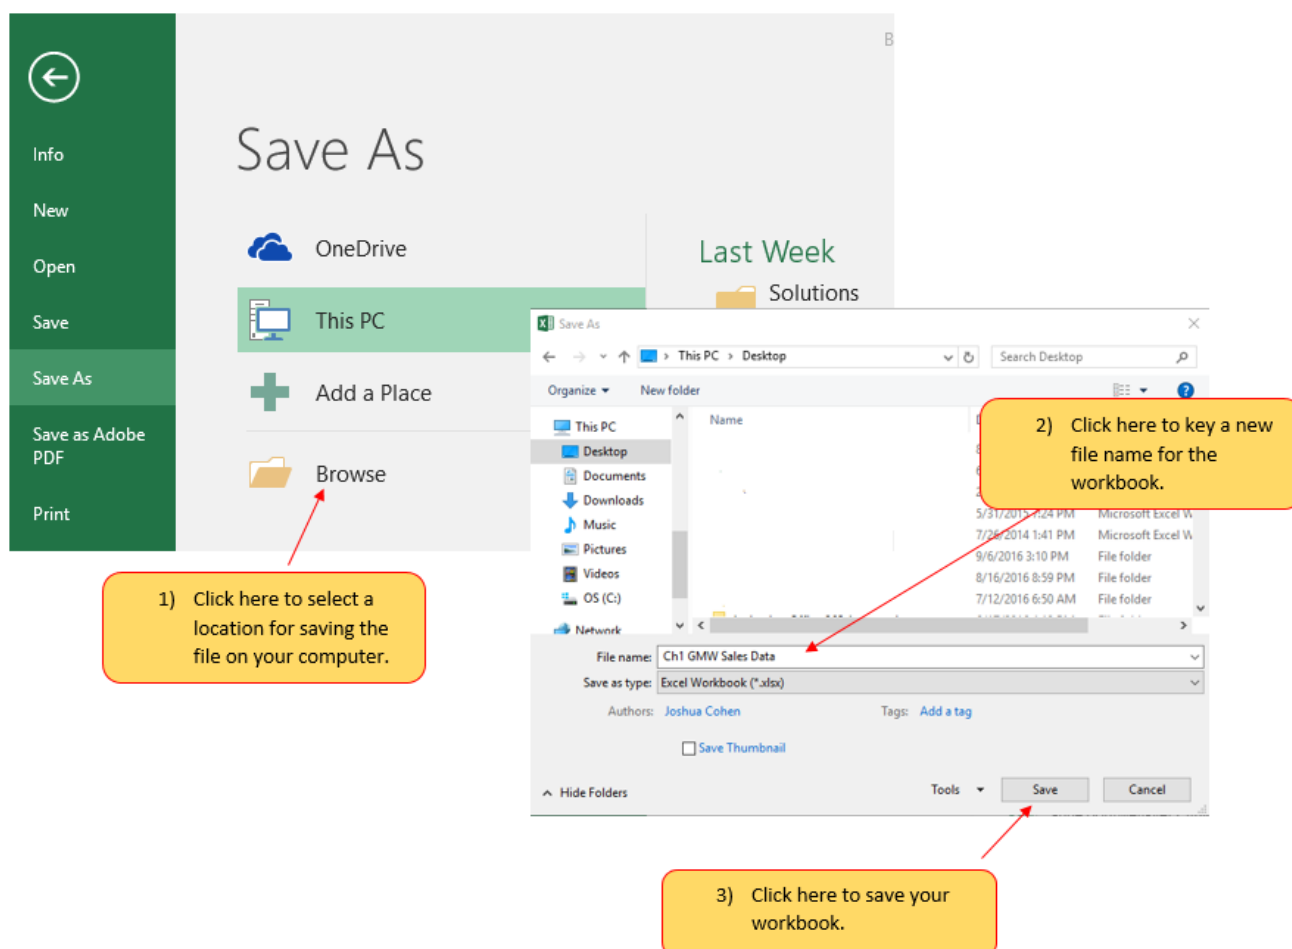 B
Info
New
Open
Save
Save As
Save as Adobe
PDF
Print
Save As
OneDrive
This PC
Add a Place
Browse
Last Week
Solutions
Save As
This PC > Desktop
Search Desktop
Organize
New folder
Name
This PC
Desktop
Documents
Downloads
Music
Pictures
Videos
OS (C:)
Network
5/31/2015 1:24 PM Microsoft Excel W
7/26/2014 1:41 PM Microsoft Excel W
9/6/2016 3:10 PM File folder
8/16/2016 8:59 PM File folder
7/12/2016 6:50 AM File folder
File name: Ch1 GMW Sales Data
Save as type: Excel Workbook (*.xlsx)
Authors: Joshua Cohen
Tags: Add a tag
Save Thumbnail
Hide Folders
Tools
Save
Cancel
1) Click here to select a
location for saving the
file on your computer.
2) Click here to key a new
file name for the
workbook.
3) Click here to save your
workbook.